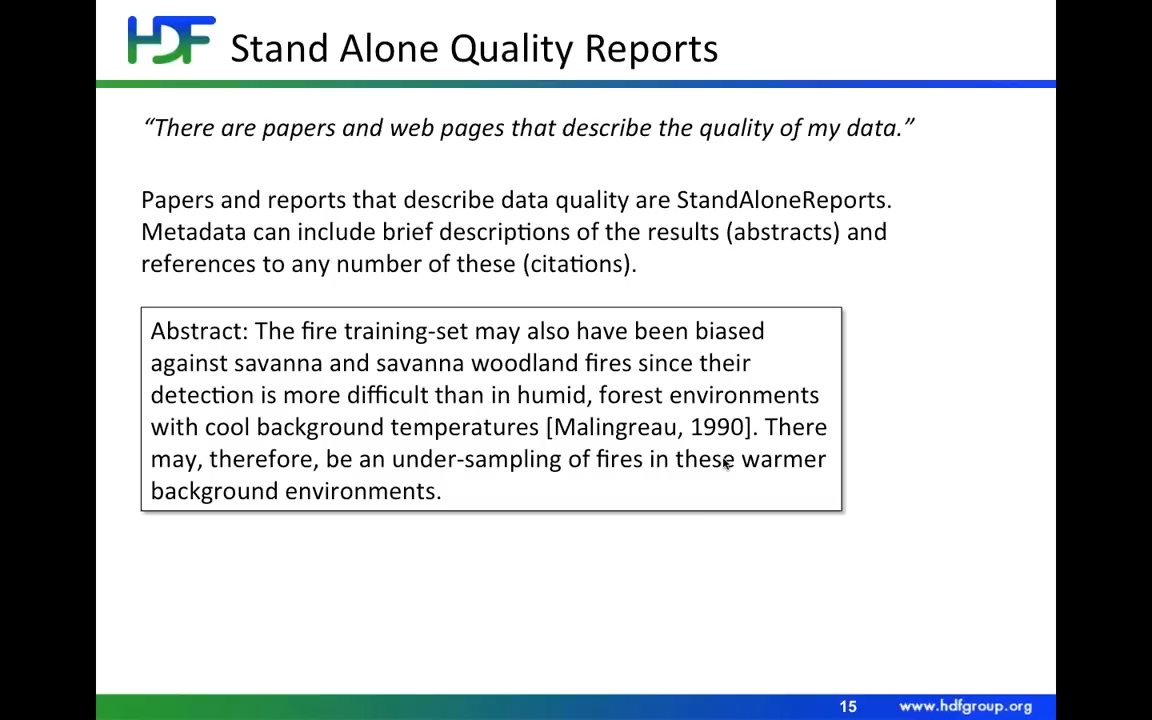 HDF Stand Alone Quality Reports
“There are papers and web pages that describe the quality of my data.”
Papers and reports that describe data quality are StandAloneReports.
Metadata can include brief descriptions of the results (abstracts) and
references to any number of these (citations).
Abstract: The fire training-set may also have been biased
against savanna and savanna woodland fires since their
detection is more difficult than in humid, forest environments
with cool background temperatures [Malingreau, 1990]. There
may, therefore, be an under-sampling of fires in these warmer
background environments.
15 www.hdfgroup.org